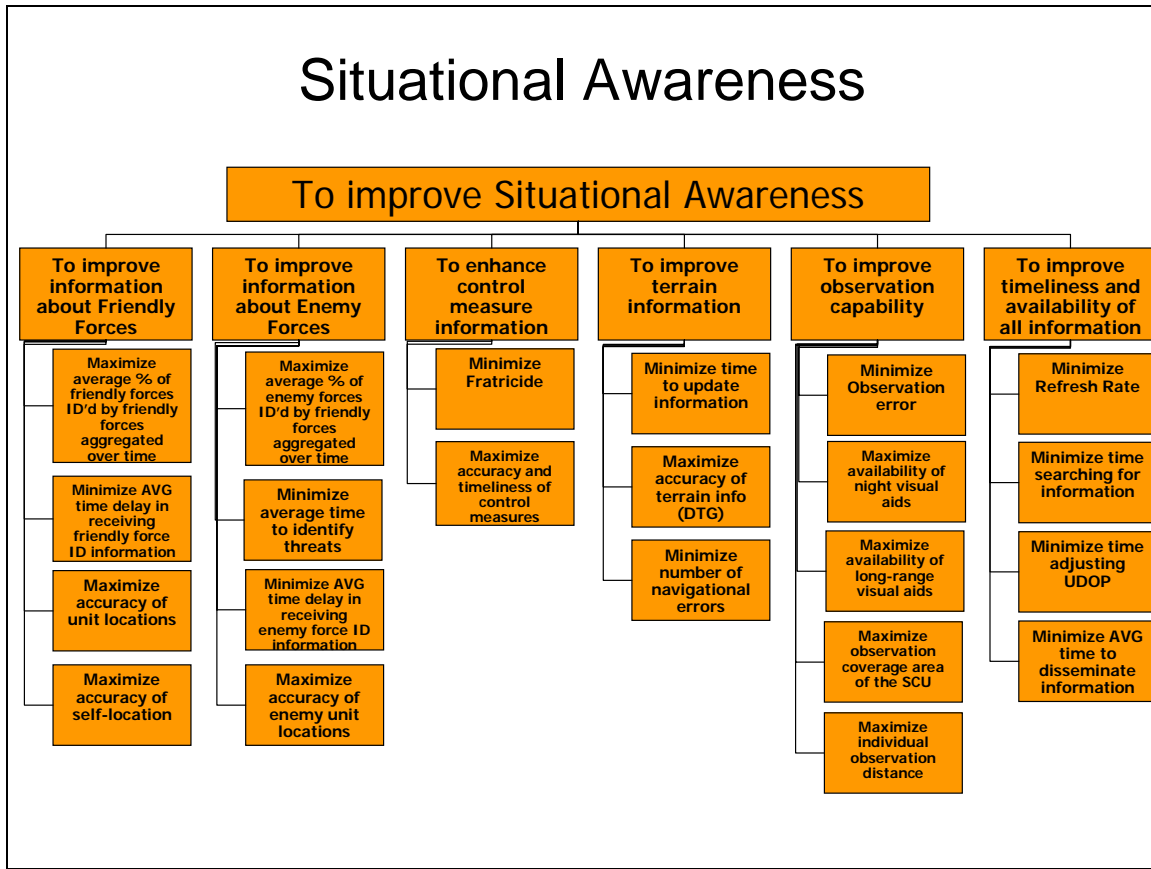 Situational Awareness
To improve Situational Awareness
To improve
information
about Friendly
Forces
Maximize
average % of
friendly forces
ID'd by friendly
forces
aggregated
over time
Minimize AVG
time delay in
receiving
friendly force
ID information
Maximize
accuracy of
unit locations
Maximize
accuracy of
self-location
To improve
information
about Enemy
Forces
Maximize
average % of
enemy forces
ID'd by friendly
forces
aggregated
over time
Minimize
average time
to identify
threats
Minimize AVG
time delay in
receiving
enemy force ID
information
Maximize
accuracy of
enemy unit
locations
To enhance
control
measure
information
Minimize
Fratricide
Maximize
accuracy and
timeliness of
control
measures
To improve
terrain
information
Minimize time
to update
information
Maximize
accuracy of
terrain info
(DTG)
Minimize
number of
navigational
errors
To improve
observation
capability
Minimize
Observation
error
Maximize
availability of
night visual
aids
Maximize
availability of
long-range
visual aids
Maximize
observation
coverage area
of the SCU
Maximize
individual
observation
distance
To improve
timeliness and
availability of
all information
Minimize
Refresh Rate
Minimize time
searching for
information
Minimize time
adjusting
UDOP
Minimize AVG
time to
disseminate
information